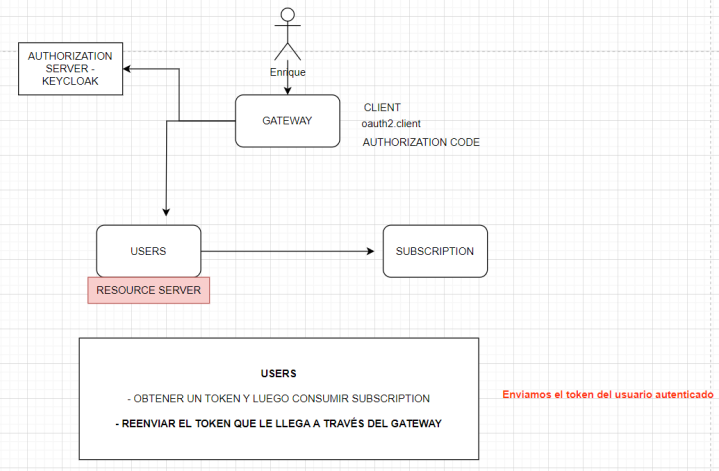 AUTHORIZATION
SERVER -
KEYCLOAK
Enrique
GATEWAY
CLIENT
oauth2.client
AUTHORIZATION CODE
USERS
SUBSCRIPTION
RESOURCE SERVER
USERS
- OBTENER UN TOKEN Y LUEGO CONSUMIR SUBSCRIPTION
- REENVIAR EL TOKEN QUE LE LLEGA A TRAVÉS DEL GATEWAY
Enviamos el token del usuario autenticado